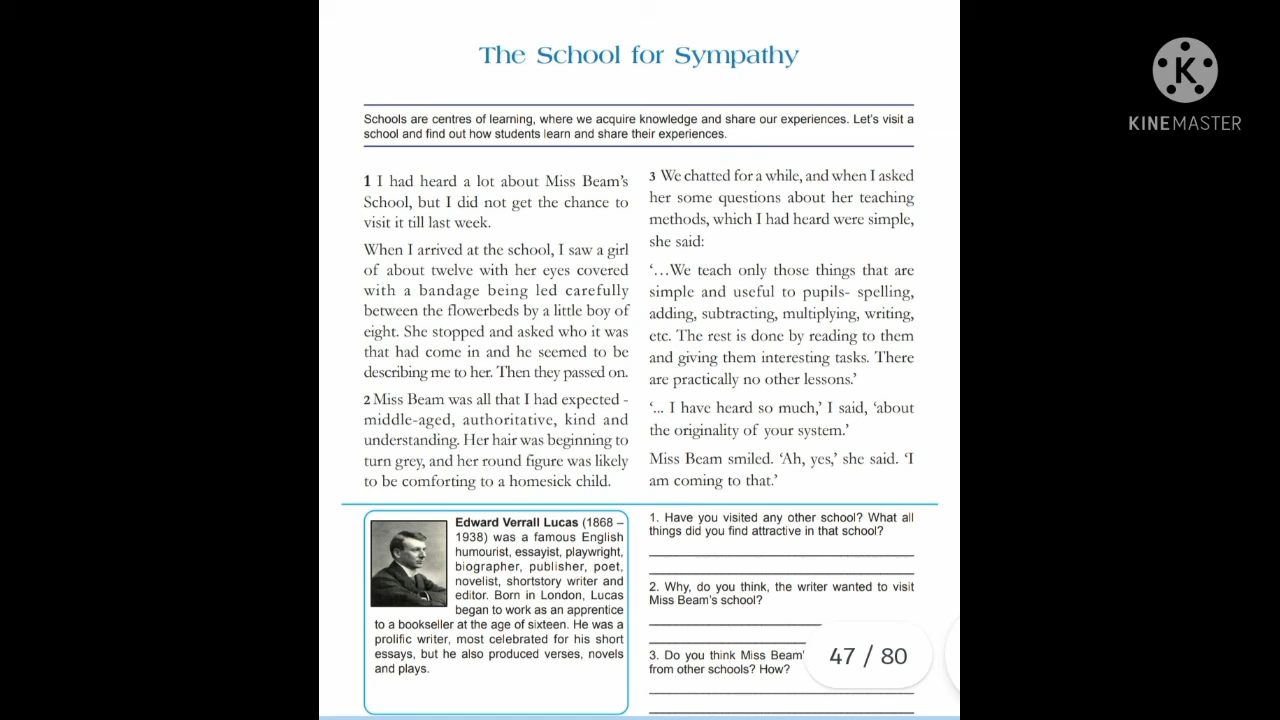 The School for Sympathy
Schools are centres of learning, where we acquire knowledge and share our experiences. Let's visit a
school and find out how students learn and share their experiences.
1 I had heard a lot about Miss Beam's
School, but I did not get the chance to
visit it till last week.
When I arrived at the school, I saw a girl
of about twelve with her eyes covered
with a bandage being led carefully
between the flowerbeds by a little boy of
eight. She stopped and asked who it was
that had come in and he seemed to be
describing me to her. Then they passed on.
2 Miss Beam was all that I had expected -
middle-aged, authoritative, kind and
understanding. Her hair was beginning to
turn grey, and her round figure was likely
to be comforting to a homesick child.
3 We chatted for a while, and when I asked
her some questions about her teaching
methods, which I had heard were simple,
she said:
‘…We teach only those things that are
simple and useful to pupils- spelling,
adding, subtracting, multiplying, writing,
etc. The rest is done by reading to them
and giving them interesting tasks. There
are practically no other lessons.’
‘... I have heard so much,’ I said, ‘about
the originality of your system.’
Miss Beam smiled. ‘Ah, yes,’ she said. ‘I
am coming to that.’
Edward Verrall Lucas (1868 –
1938) was a famous English
humourist, essayist, playwright,
biographer, publisher, poet,
novelist, shortstory writer and
editor. Born in London, Lucas
began to work as an apprentice
to a bookseller at the age of sixteen. He was a
prolific writer, most celebrated for his short
essays, but he also produced verses, novels
and plays.
1. Have you visited any other school? What all
things did you find attractive in that school?
2. Why, do you think, the writer wanted to visit
Miss Beam's school?
3. Do you think Miss Beam'
from other schools? How?
47 / 80
K
KINEMASTER